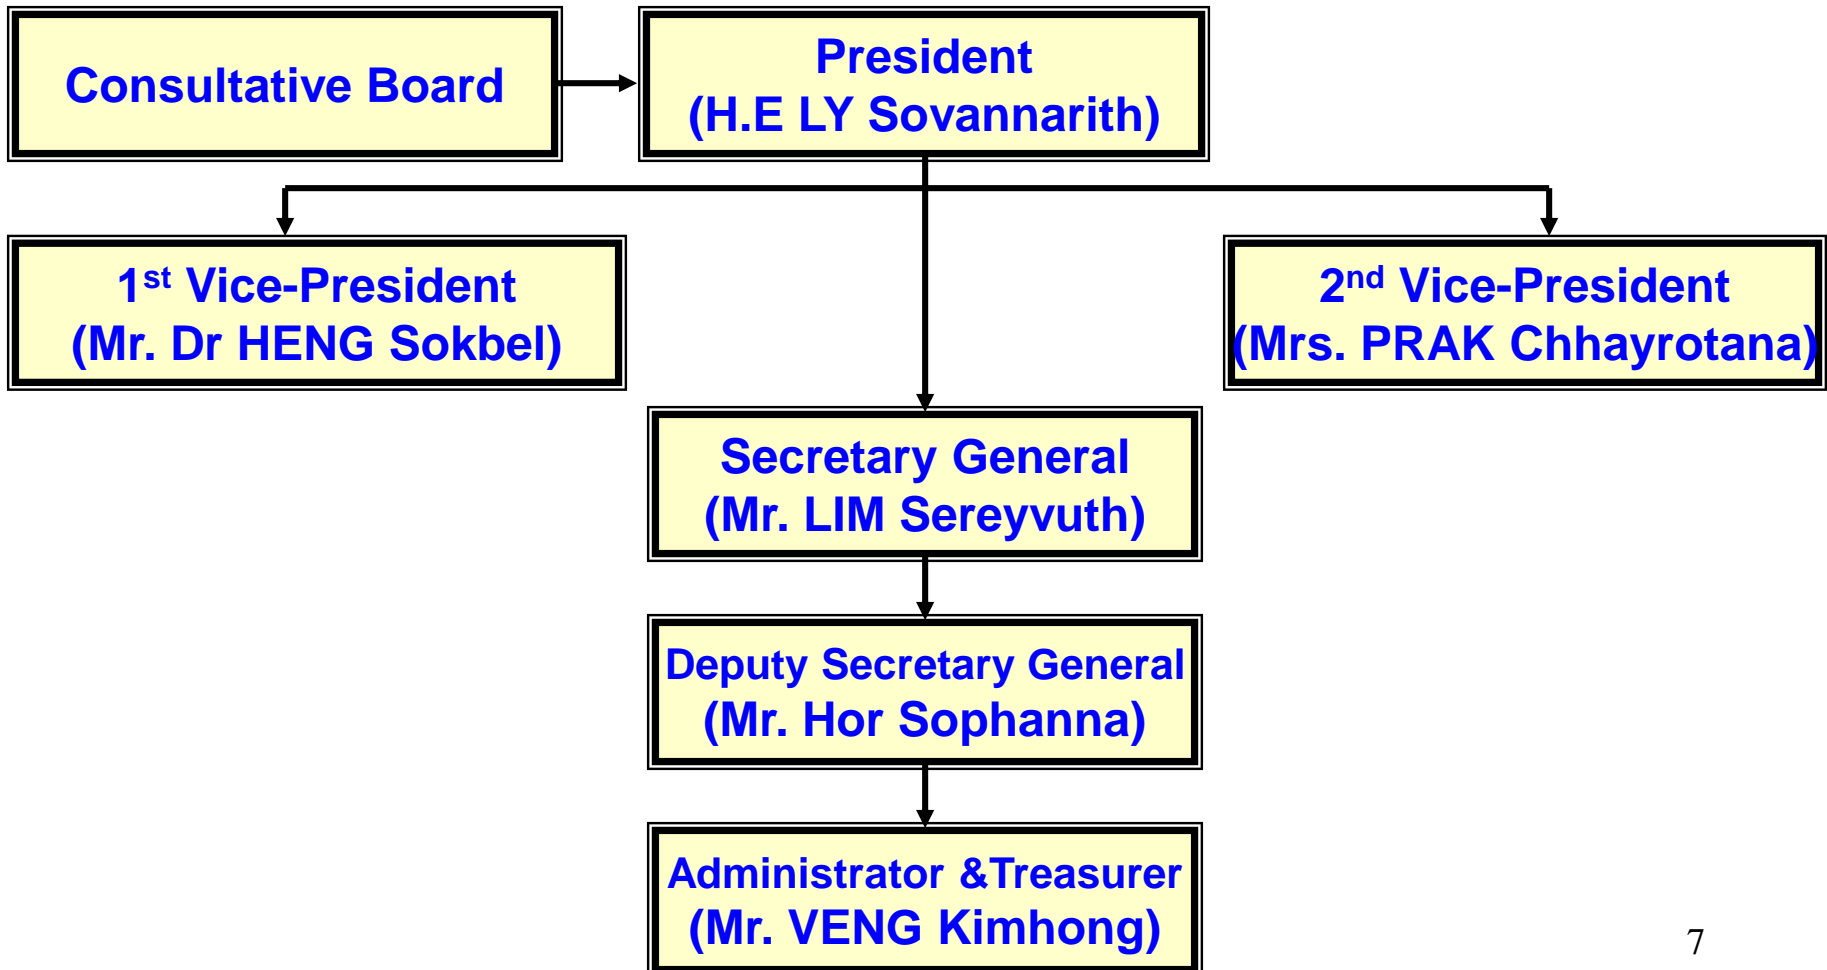 Consultative Board
President
(H.E LY Sovannarith)
1st Vice-President
(Mr. Dr HENG Sokbel)
2nd Vice-President
(Mrs. PRAK Chhayrotana)
Secretary General
(Mr. LIM Sereyvuth)
Deputy Secretary General
(Mr. Hor Sophanna)
Administrator &Treasurer
(Mr. VENG Kimhong)
7